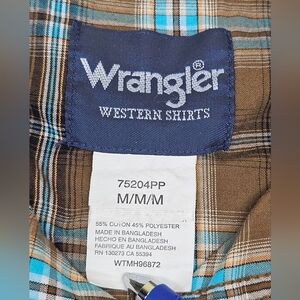 Wrangler®
WESTERN SHIRTS
75204PP
M/M/M
55% COTTON 45% POLYESTER
MADE IN BANGLADESH
HECHO EN BANGLADESH
FABRIQUE AU BANGLADESH
RN 130273 CA 55394
WTMH96872